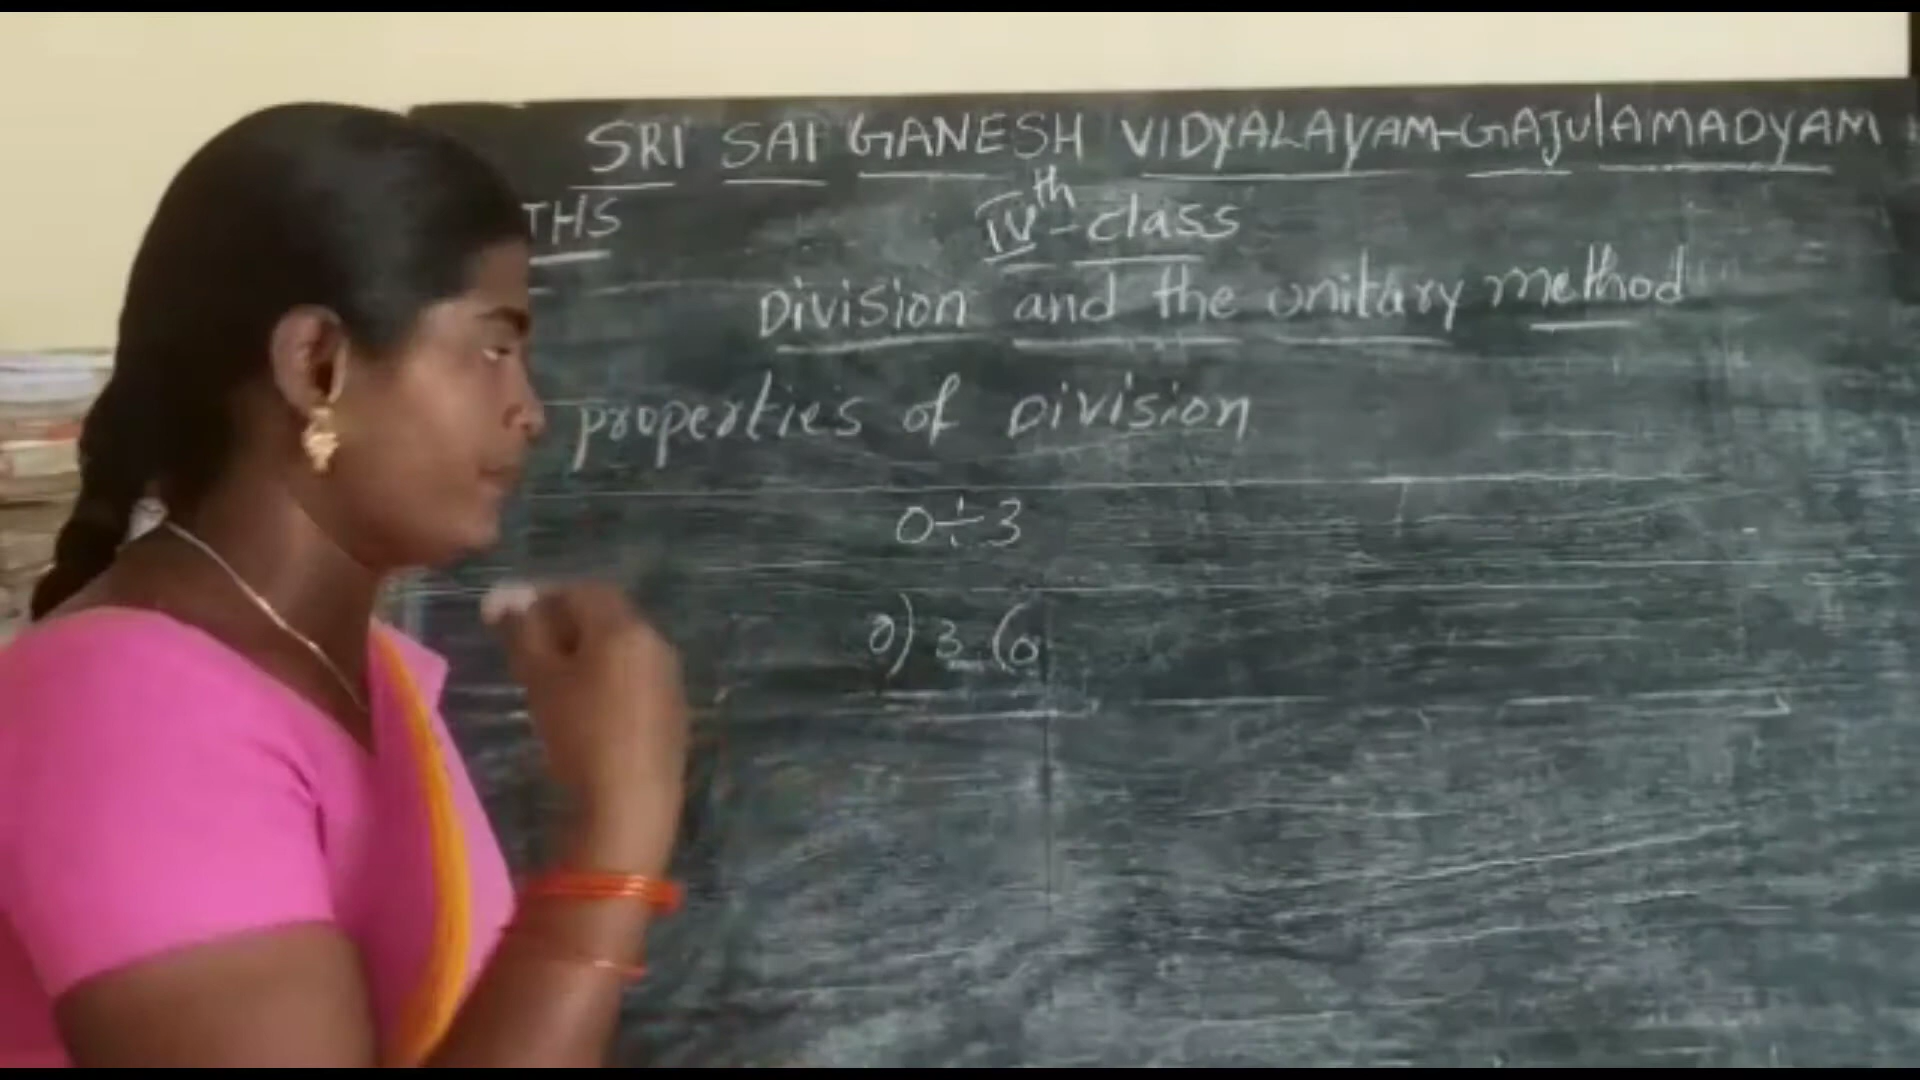 SRI SAI GANESH VIDYALAYAM-GAJULAMADYAM
THS
IVth-class
Division and the unitary method
properties of Division
0÷3
0)3(0